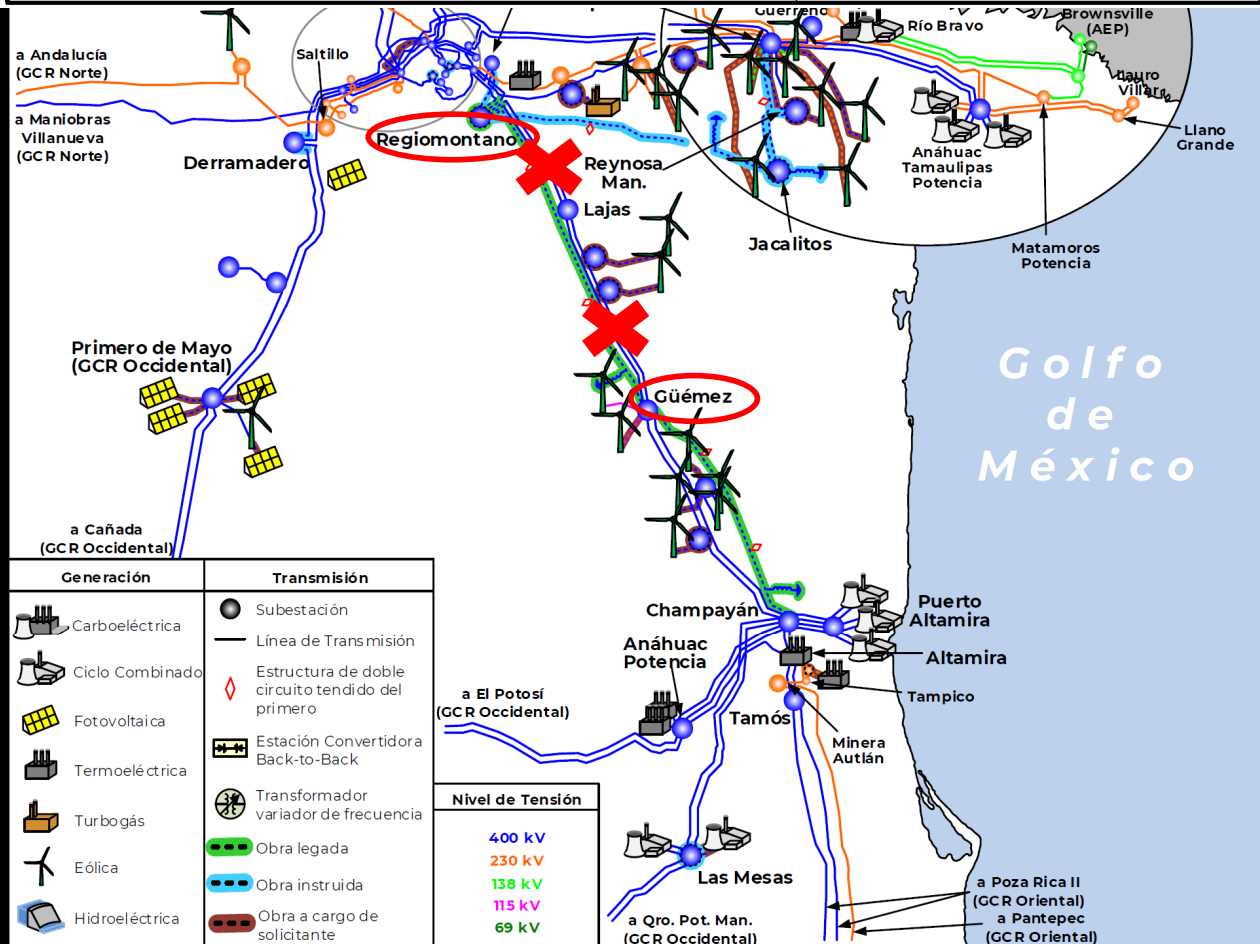 Guerreño
Río Bravo
Brownsville
(AEP)
a Andalucía
(GCR Norte)
Saltillo
Lauro
Villar
a Maniobras
Villanueva
(GCR Norte)
Llano
Grande
Derramadero
Regiomontano
Reynosa
Man.
Anáhuac
Tamaulipas
Potencia
Lajas
Jacalitos
Matamoros
Potencia
Primero de Mayo
(GCR Occidental)
Güémez
Golfo
de
México
a Cañada
(GCR Occidental)
Champayán
Puerto
Altamira
Anáhuac
Potencia
Altamira
a El Potosí
(GCR Occidental)
Tampico
Tamós
Minera
Autlán
Las Mesas
a Qro. Pot. Man.
(GCR Occidental)
a Poza Rica II
(GCR Oriental)
a Pantepec
(GCR Oriental)
Generación
Carboeléctrica
Ciclo Combinado
Fotovoltaica
Termoeléctrica
Turbogás
Eólica
Hidroeléctrica
Transmisión
Subestación
Línea de Transmisión
Estructura de doble
circuito tendido del
primero
Estación Convertidora
Back-to-Back
Transformador
variador de frecuencia
Obra legada
Obra instruida
Obra a cargo de
solicitante
Nivel de Tensión
400 kV
230 kV
138 kV
115 kV
69 kV